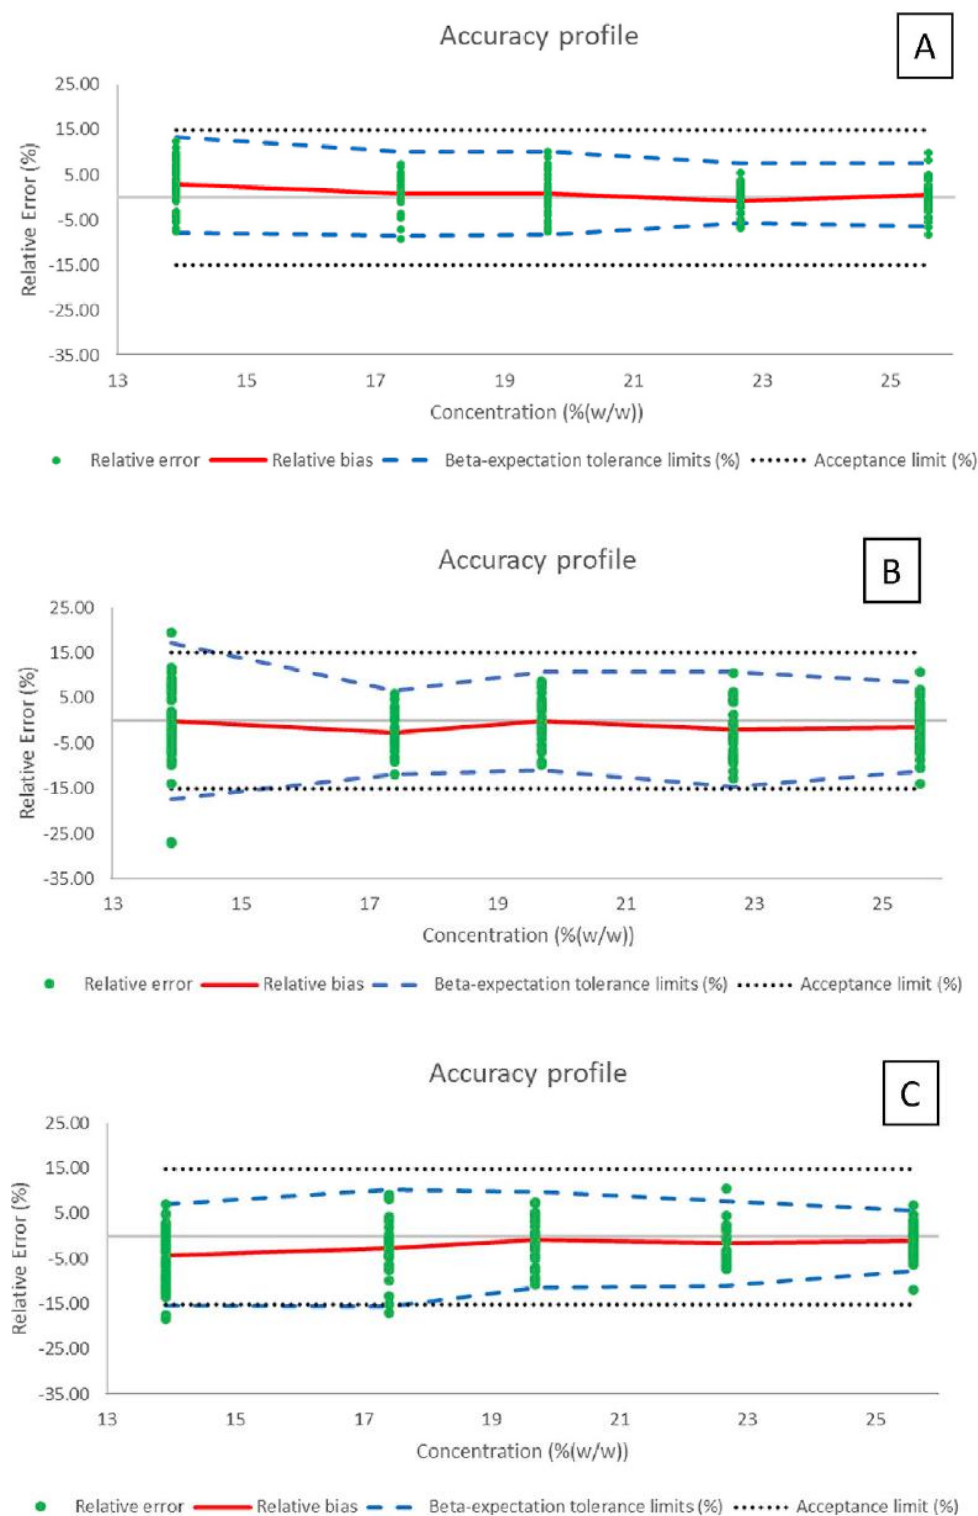 Accuracy profile
A
25.00
15.00
5.00
-5.00
-15.00
-25.00
-35.00
Relative Error (%)
13 15 17 19 21 23 25
Concentration (%(w/w))
Relative error Relative bias Beta-expectation tolerance limits (%) Acceptance limit (%)
Accuracy profile
B
25.00
15.00
5.00
-5.00
-15.00
-25.00
-35.00
Relative Error (%)
13 15 17 19 21 23 25
Concentration (%(w/w))
Relative error Relative bias Beta-expectation tolerance limits (%) Acceptance limit (%)
Accuracy profile
C
25.00
15.00
5.00
-5.00
-15.00
-25.00
-35.00
Relative Error (%)
13 15 17 19 21 23 25
Concentration (%(w/w))
Relative error Relative bias Beta-expectation tolerance limits (%) Acceptance limit (%)